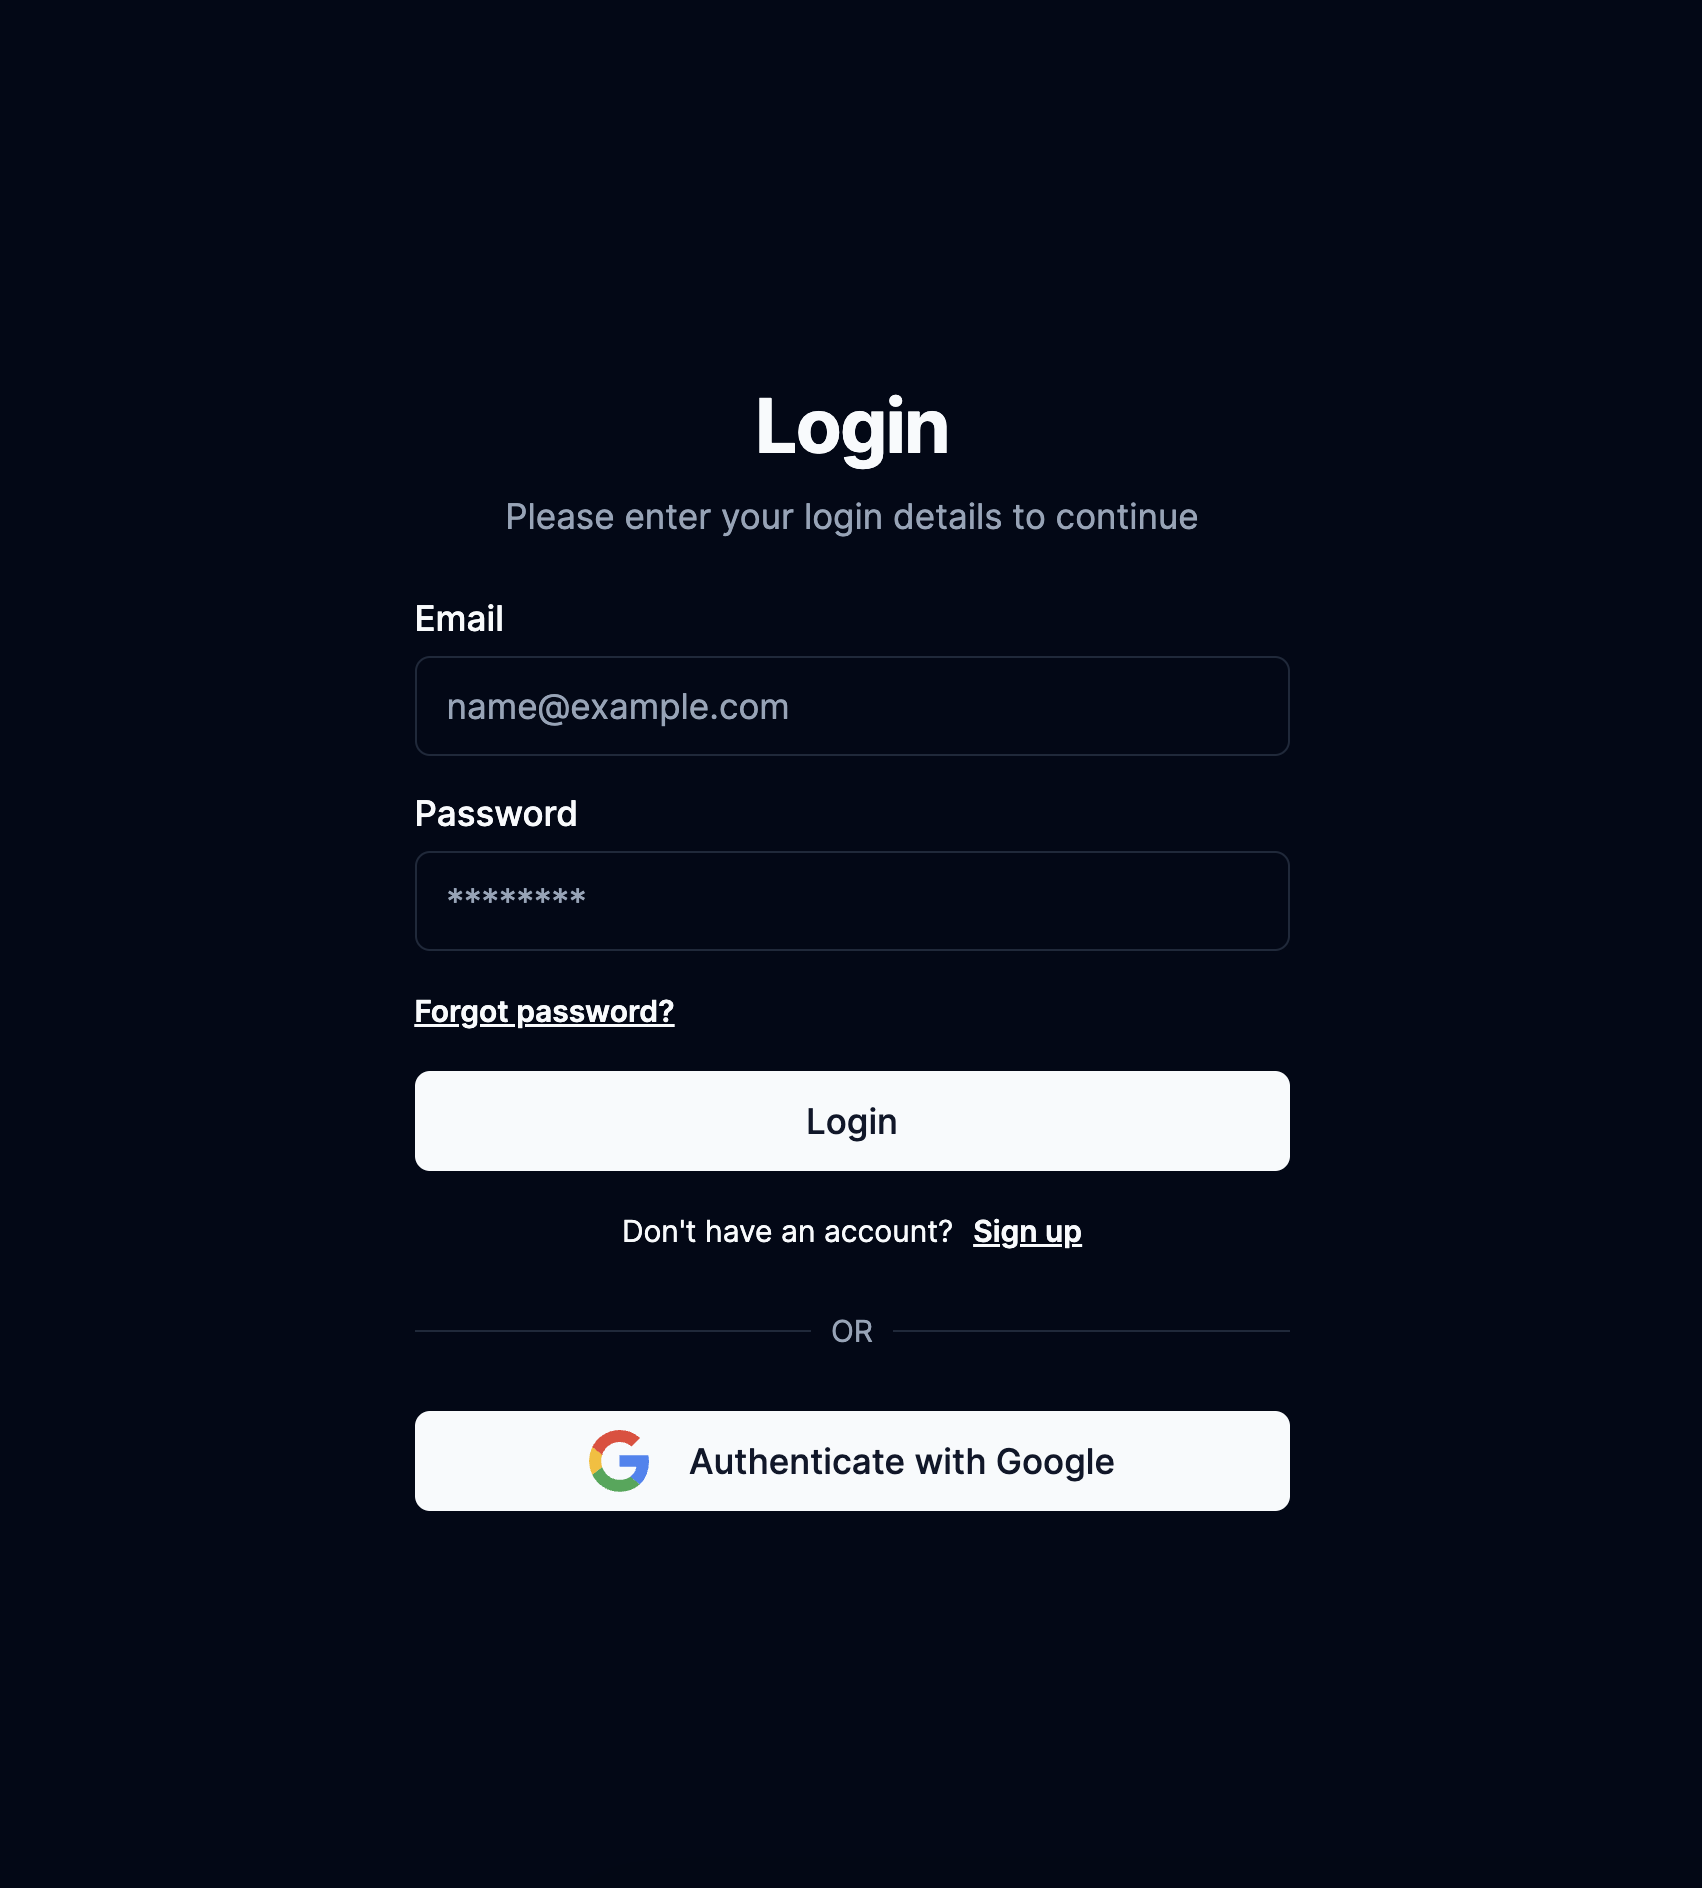 Login
Please enter your login details to continue
Email
name@example.com
Password
********
Forgot password?
Login
Don't have an account? Sign up
OR
Authenticate with Google